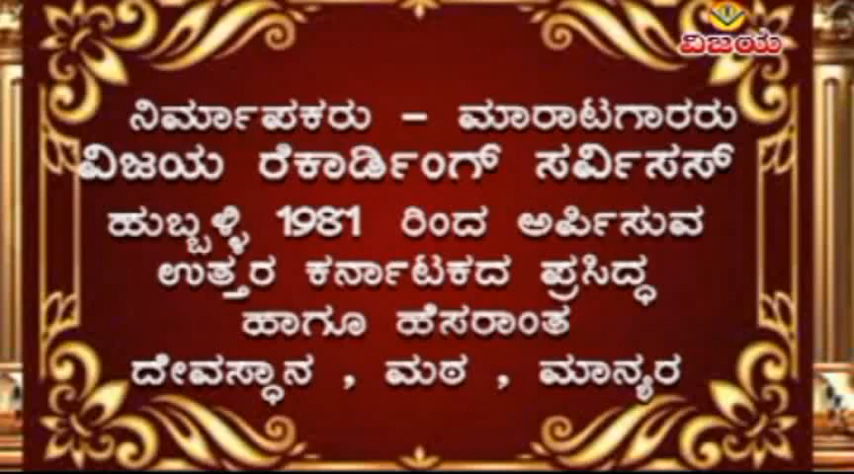 ವಿಜಯ
ನಿರ್ಮಾಪಕರು - ಮಾರಾಟಗಾರರು
ವಿಜಯ ರೆಕಾರ್ಡಿಂಗ್ ಸರ್ವಿಸಸ್
ಹುಬ್ಬಳ್ಳಿ 1981 ರಿಂದ ಅರ್ಪಿಸುವ
ಉತ್ತರ ಕರ್ನಾಟಕದ ಪ್ರಸಿದ್ಧ
ಹಾಗೂ ಹೆಸರಾಂತ
ದೇವಸ್ಥಾನ , ಮಠ , ಮಾನ್ಯರ